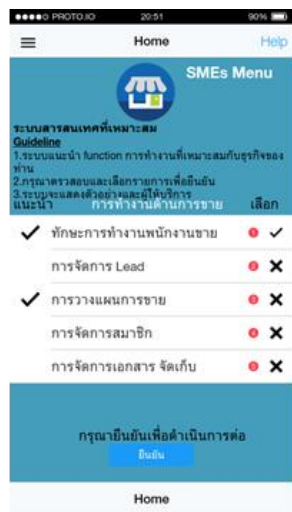 PROTO.IO 20:51 90%
Home Help
SMEs Menu
ระบบสารสนเทศที่เหมาะสม
Guideline
1.ระบบแนะนำ function การทำงานที่เหมาะสมกับธุรกิจของ
ท่าน
2.กรุณาตรวสอบและเลือกรายการเพื่อยืนยัน
3.ระบบจะแสดงตัวอย่างและผู้ให้บริการ
แนะนำ การทำงานด้านการขาย เลือก
ทักษะการทำงานพนักงานขาย 1
การจัดการ Lead 2
การวางแผนการขาย 3
การจัดการสมาชิก 4
การจัดการเอกสาร จัดเก็บ 5
กรุณายืนยันเพื่อดำเนินการต่อ
ยืนยัน
Home